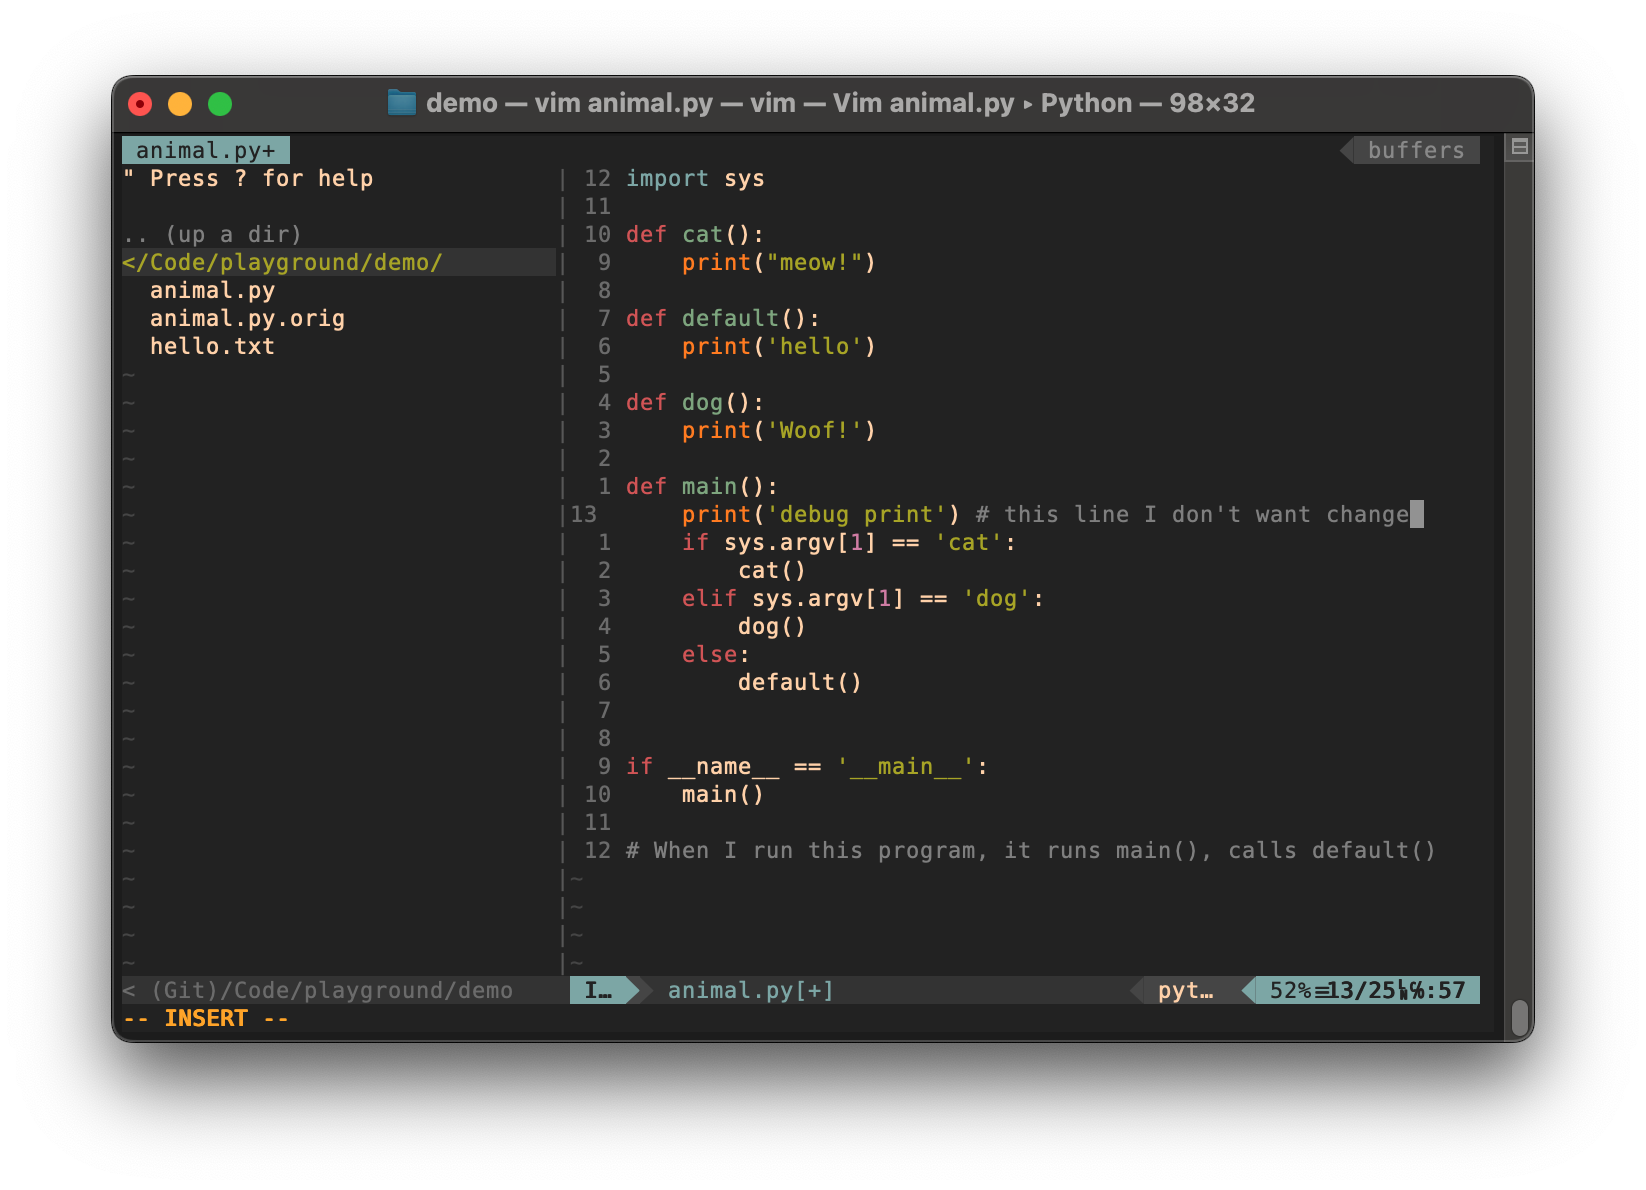 demo — vim animal.py — vim — Vim animal.py ▸ Python — 98×32
animal.py+
buffers
" Press ? for help
.. (up a dir)
</Code/playground/demo/
animal.py
animal.py.orig
hello.txt
12 import sys
11
10 def cat():
9     print("meow!")
8
7 def default():
6     print('hello')
5
4 def dog():
3     print('Woof!')
2
1 def main():
13     print('debug print') # this line I don't want change
1     if sys.argv[1] == 'cat':
2         cat()
3     elif sys.argv[1] == 'dog':
4         dog()
5     else:
6         default()
7
8
9 if __name__ == '__main__':
10     main()
11
12 # When I run this program, it runs main(), calls default()
< (Git)/Code/playground/demo
I… animal.py[+] pyt… 52%≡13/25㏑℅:57
-- INSERT --